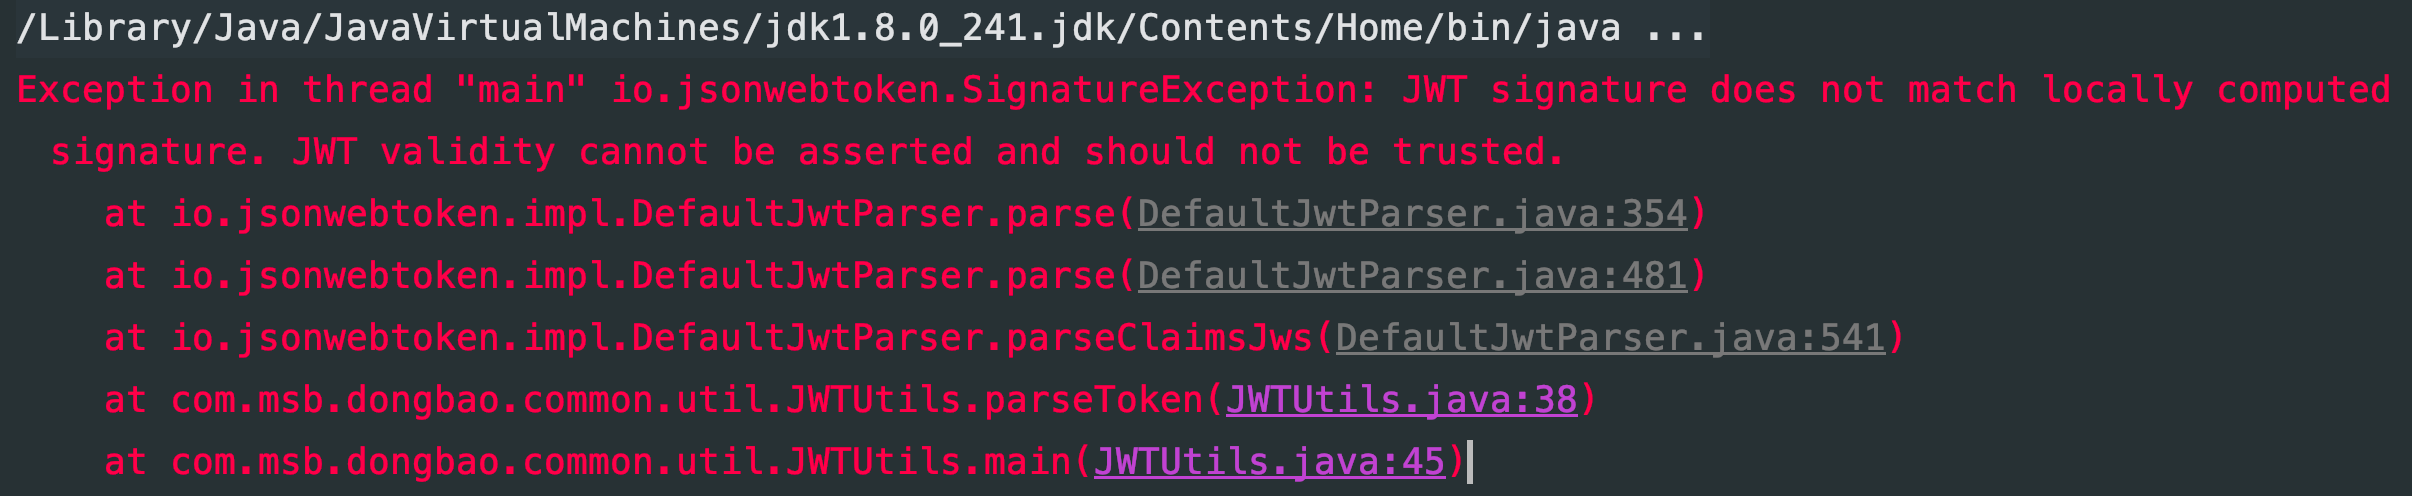 /Library/Java/JavaVirtualMachines/jdk1.8.0_241.jdk/Contents/Home/bin/java ...
Exception in thread "main" io.jsonwebtoken.SignatureException: JWT signature does not match locally computed
signature. JWT validity cannot be asserted and should not be trusted.
at io.jsonwebtoken.impl.DefaultJwtParser.parse(DefaultJwtParser.java:354)
at io.jsonwebtoken.impl.DefaultJwtParser.parse(DefaultJwtParser.java:481)
at io.jsonwebtoken.impl.DefaultJwtParser.parseClaimsJws(DefaultJwtParser.java:541)
at com.msb.dongbao.common.util.JWTUtils.parseToken(JWTUtils.java:38)
at com.msb.dongbao.common.util.JWTUtils.main(JWTUtils.java:45)